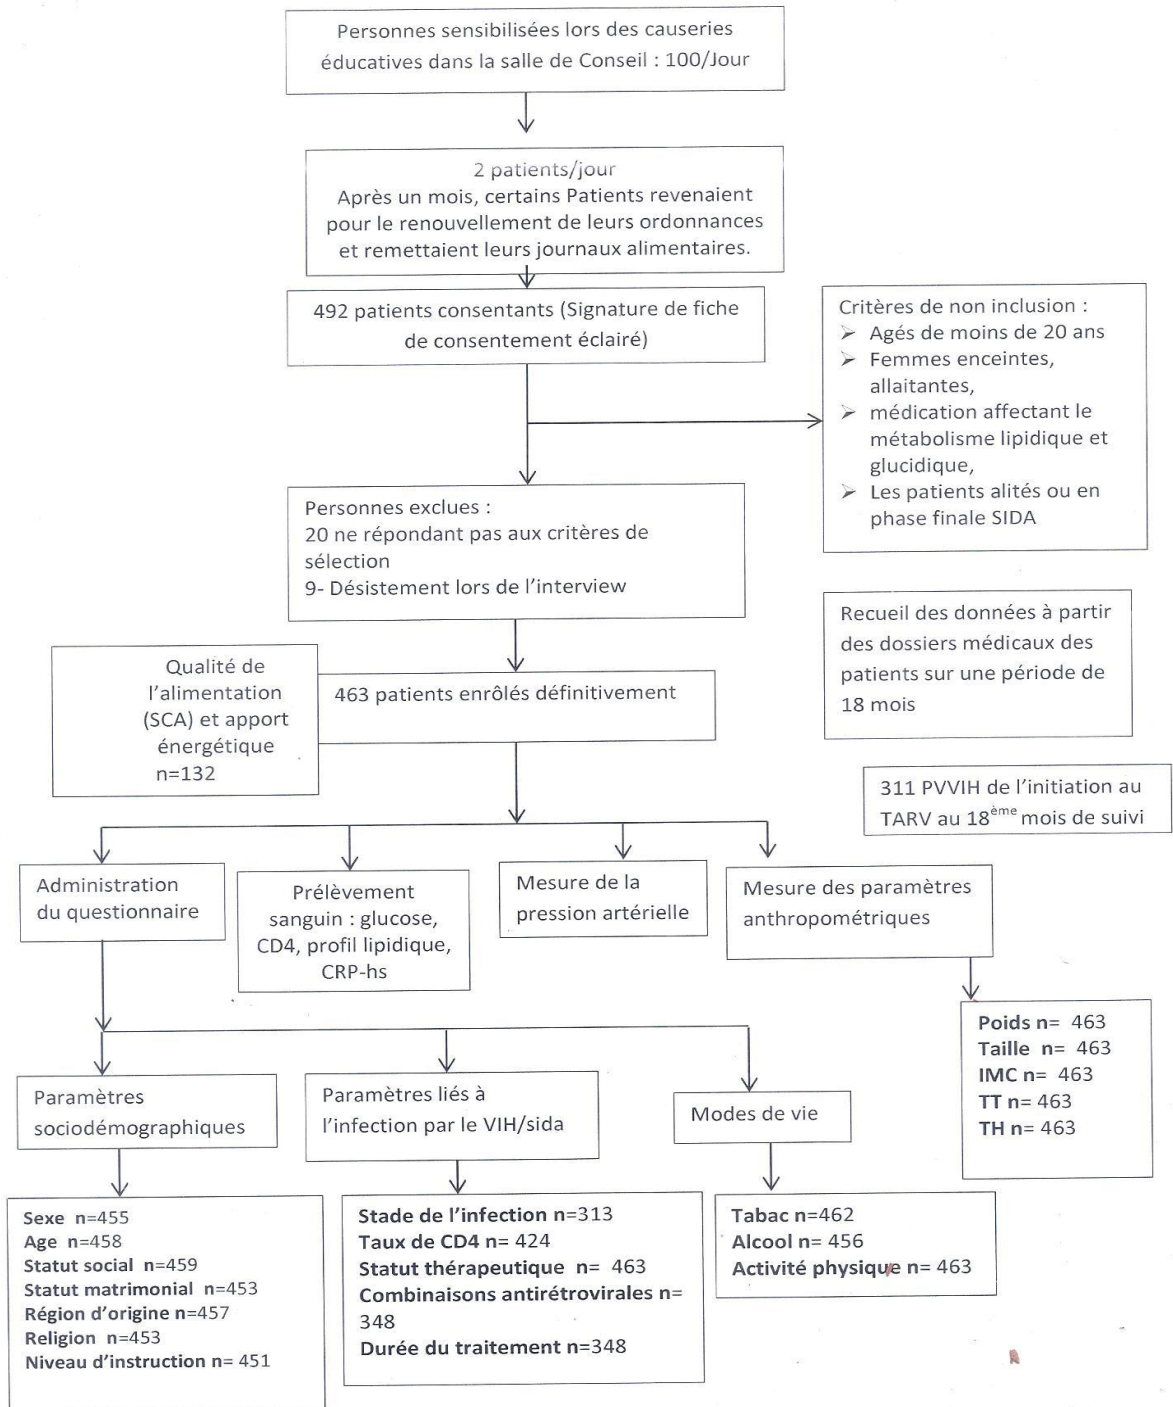 Personnes sensibilisées lors des causeries
éducatives dans la salle de Conseil : 100/Jour
2 patients/jour
Après un mois, certains Patients revenaient
pour le renouvellement de leurs ordonnances
et remettaient leurs journaux alimentaires.
492 patients consentants (Signature de fiche
de consentement éclairé)
Critères de non inclusion :
➢ Agés de moins de 20 ans
➢ Femmes enceintes,
allaitantes,
➢ médication affectant le
métabolisme lipidique et
glucidique,
➢ Les patients alités ou en
phase finale SIDA
Personnes exclues :
20 ne répondant pas aux critères de
sélection
9- Désistement lors de l'interview
Recueil des données à partir
des dossiers médicaux des
patients sur une période de
18 mois
Qualité de
l'alimentation
(SCA) et apport
énergétique
n=132
463 patients enrôlés définitivement
311 PVVIH de l'initiation au
TARV au 18ème mois de suivi
Administration
du questionnaire
Prélèvement
sanguin : glucose,
CD4, profil lipidique,
CRP-hs
Mesure de la
pression artérielle
Mesure des paramètres
anthropométriques
Poids n= 463
Taille n= 463
IMC n= 463
TT n= 463
TH n= 463
Paramètres
sociodémographiques
Paramètres liés à
l'infection par le VIH/sida
Modes de vie
Sexe n=455
Age n=458
Statut social n=459
Statut matrimonial n=453
Région d'origine n=457
Religion n=453
Niveau d'instruction n= 451
Stade de l'infection n=313
Taux de CD4 n= 424
Statut thérapeutique n= 463
Combinaisons antirétrovirales n=
348
Durée du traitement n=348
Tabac n=462
Alcool n= 456
Activité physique n= 463